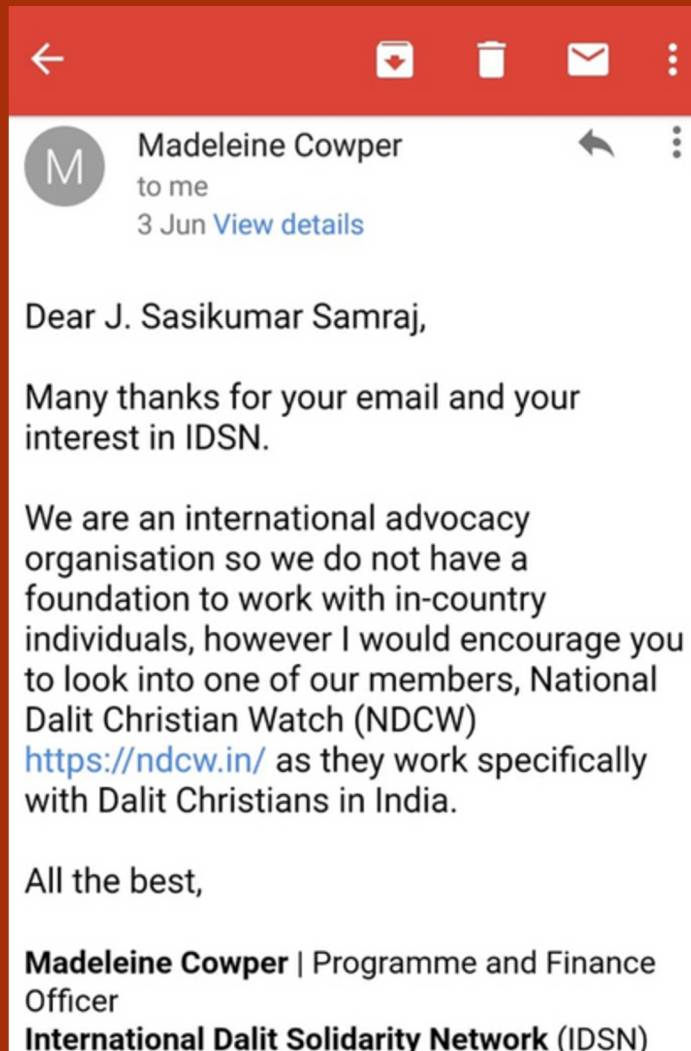 M
Madeleine Cowper
to me
3 Jun View details
Dear J. Sasikumar Samraj,
Many thanks for your email and your
interest in IDSN.
We are an international advocacy
organisation so we do not have a
foundation to work with in-country
individuals, however I would encourage you
to look into one of our members, National
Dalit Christian Watch (NDCW)
https://ndcw.in/ as they work specifically
with Dalit Christians in India.
All the best,
Madeleine Cowper | Programme and Finance
Officer
International Dalit Solidarity Network (IDSN)